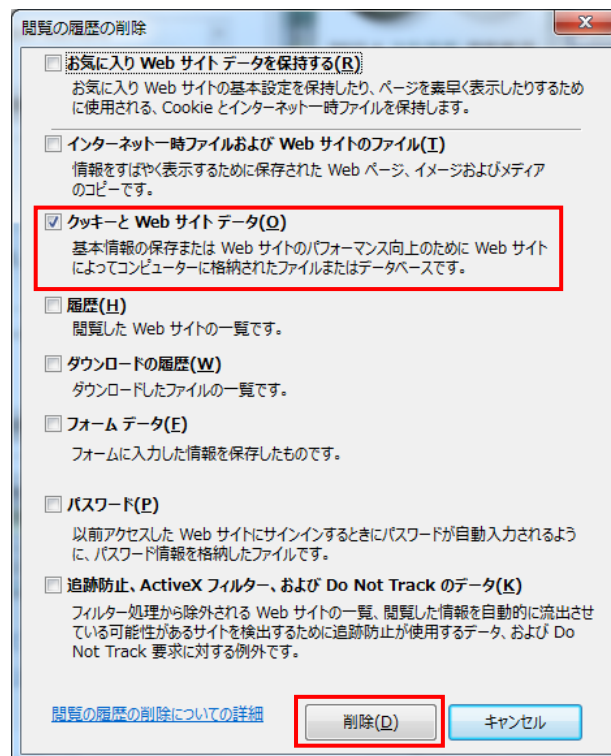 閲覧の履歴の削除
お気に入り Web サイト データを保持する(R)
お気に入り Web サイトの基本設定を保持したり、ページを素早く表示したりするため
に使用される、Cookie とインターネット一時ファイルを保持します。
インターネット一時ファイルおよび Web サイトのファイル(T)
情報をすばやく表示するために保存された Web ページ、イメージおよびメディア
のコピーです。
クッキーと Web サイト データ(O)
基本情報の保存または Web サイトのパフォーマンス向上のために Web サイト
によってコンピューターに格納されたファイルまたはデータベースです。
履歴(H)
閲覧した Web サイトの一覧です。
ダウンロードの履歴(W)
ダウンロードしたファイルの一覧です。
フォーム データ(F)
フォームに入力した情報を保存したものです。
パスワード(P)
以前アクセスした Web サイトにサインインするときにパスワードが自動入力されるよう
に、パスワード情報を格納したファイルです。
追跡防止、ActiveX フィルター、および Do Not Track のデータ(K)
フィルター処理から除外される Web サイトの一覧、閲覧した情報を自動的に流出させ
ている可能性があるサイトを検出するために追跡防止が使用するデータ、および Do
Not Track 要求に対する例外です。
閲覧の履歴の削除についての詳細
削除(D)
キャンセル